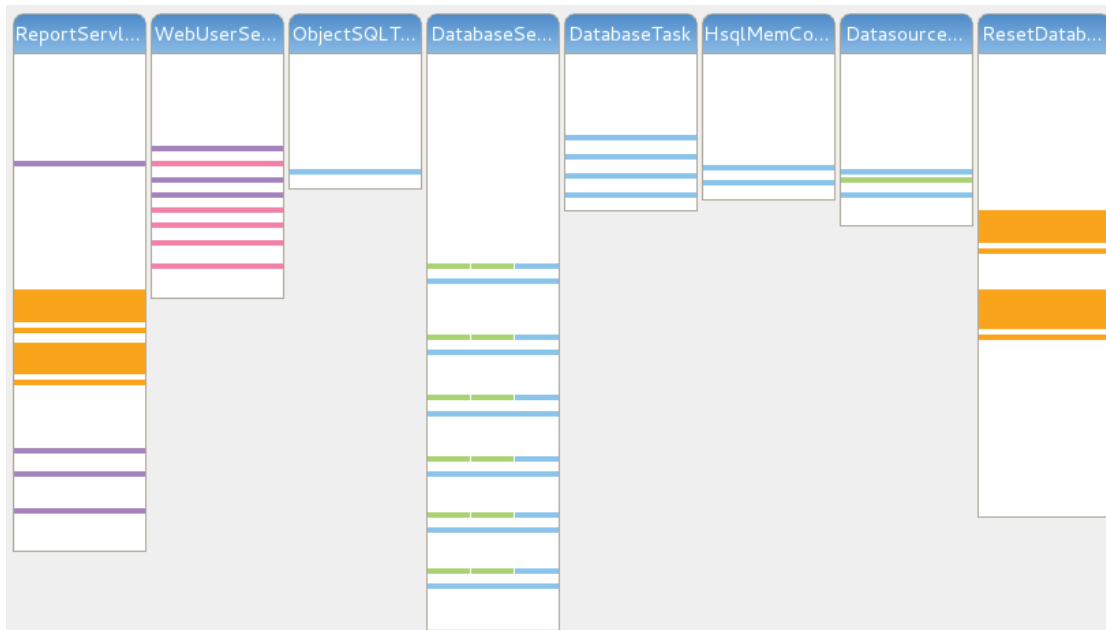 ReportServl...
WebUserSe...
ObjectSQLT...
DatabaseSe...
DatabaseTask
HsqlMemCo...
Datasource...
ResetDatab...